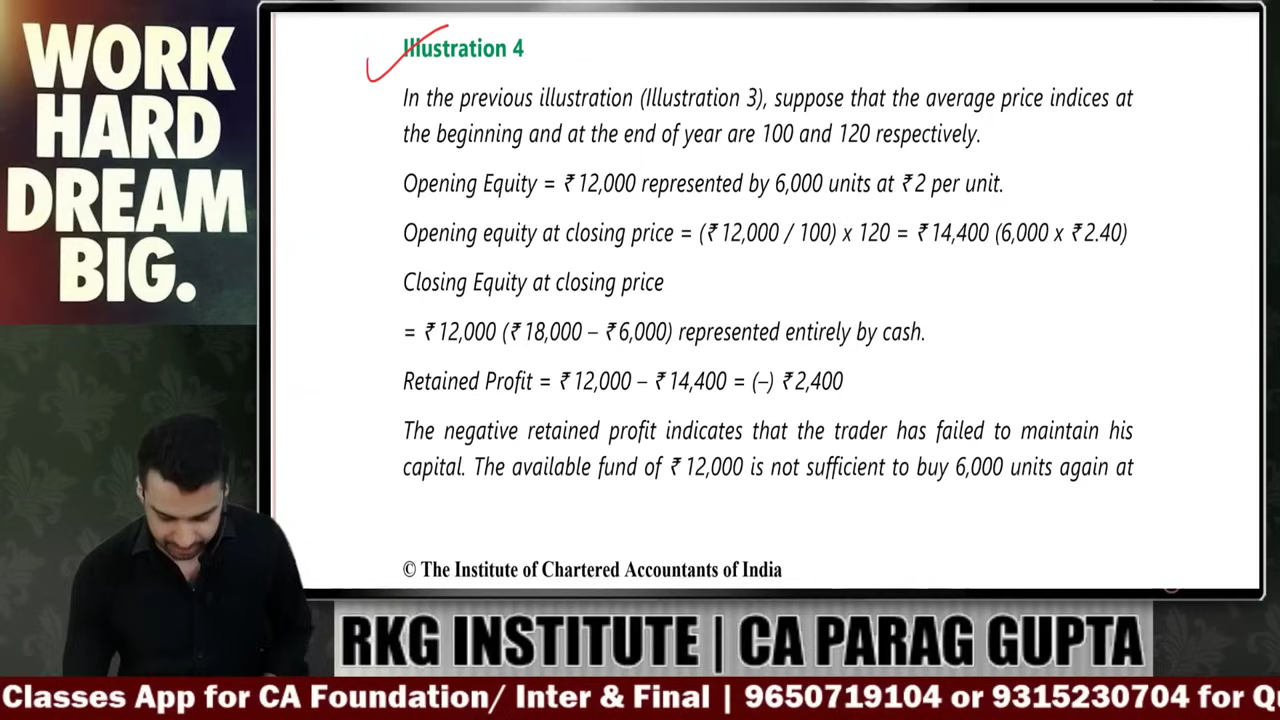 WORK
HARD
DREAM
BIG.
Illustration 4
In the previous illustration (Illustration 3), suppose that the average price indices at
the beginning and at the end of year are 100 and 120 respectively.
Opening Equity = ₹ 12,000 represented by 6,000 units at ₹ 2 per unit.
Opening equity at closing price = (₹ 12,000 / 100) x 120 = ₹ 14,400 (6,000 x ₹ 2.40)
Closing Equity at closing price
= ₹ 12,000 (₹ 18,000 – ₹ 6,000) represented entirely by cash.
Retained Profit = ₹ 12,000 – ₹ 14,400 = (–) ₹ 2,400
The negative retained profit indicates that the trader has failed to maintain his
capital. The available fund of ₹ 12,000 is not sufficient to buy 6,000 units again at
© The Institute of Chartered Accountants of India
RKG INSTITUTE | CA PARAG GUPTA
Classes App for CA Foundation/ Inter & Final | 9650719104 or 9315230704 for Q